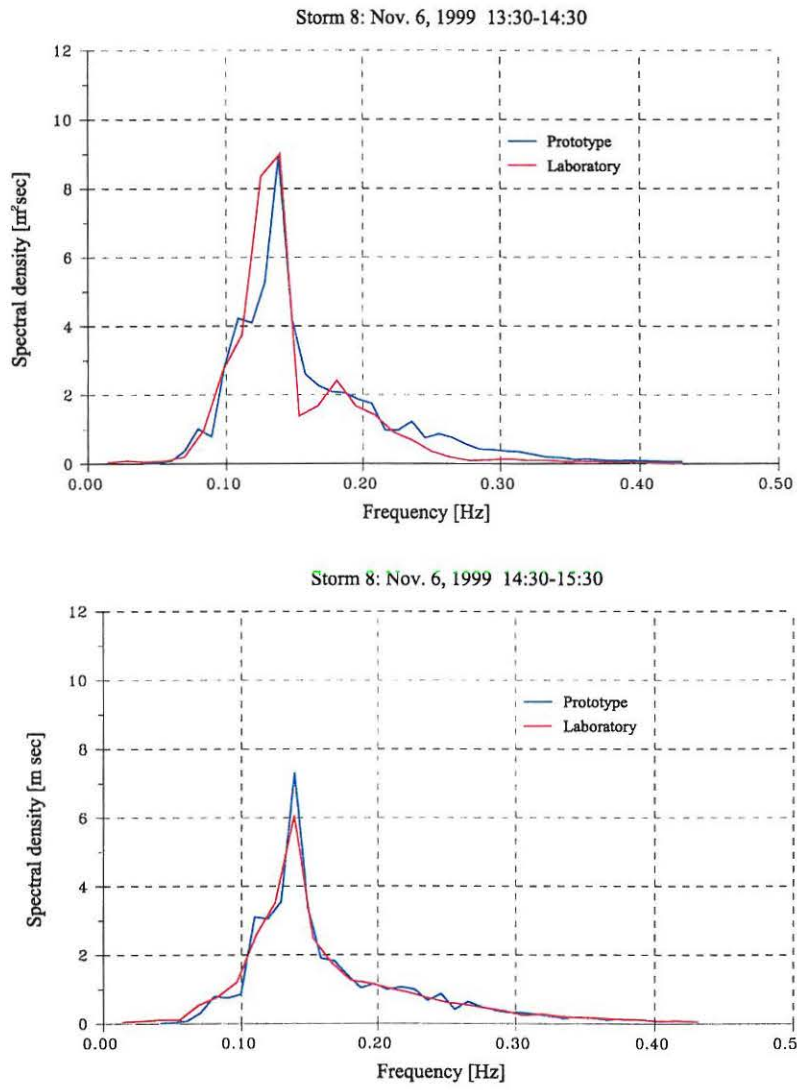 Storm 8: Nov. 6, 1999 13:30-14:30
12
10
8
6
4
2
0
Spectral density [m²sec]
Prototype
Laboratory
0.00
0.10
0.20
0.30
0.40
0.50
Frequency [Hz]
Storm 8: Nov. 6, 1999 14:30-15:30
12
10
8
6
4
2
0
Spectral density [m sec]
Prototype
Laboratory
0.00
0.10
0.20
0.30
0.40
0.5
Frequency [Hz]